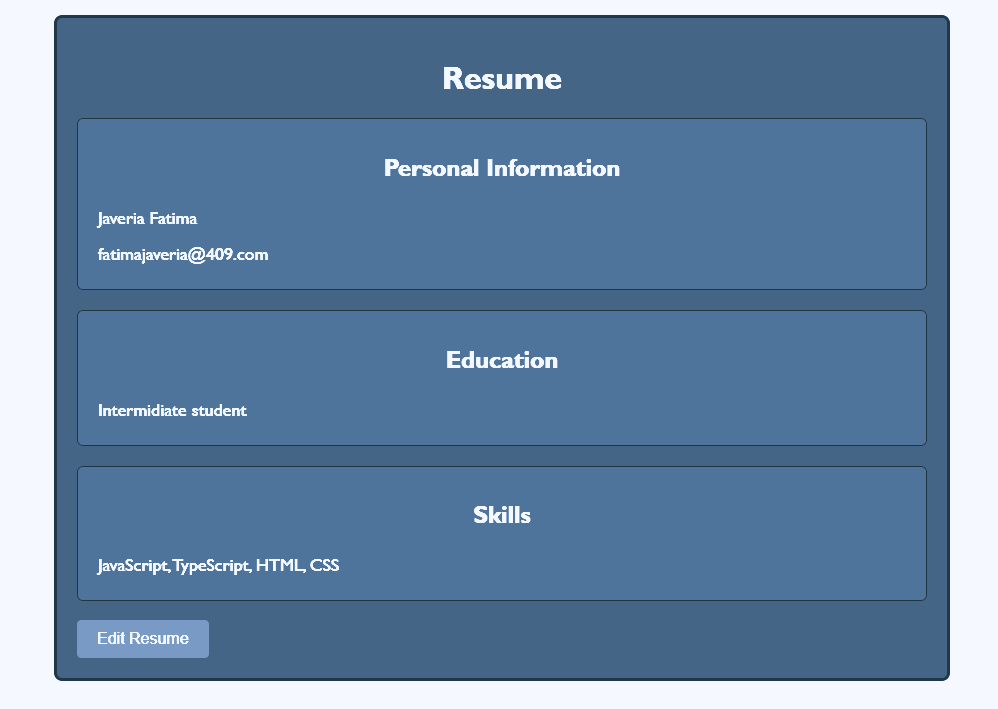 Resume
Personal Information
Javeria Fatima
fatimajaveria@409.com
Education
Intermidiate student
Skills
JavaScript,TypeScript, HTML, CSS
Edit Resume